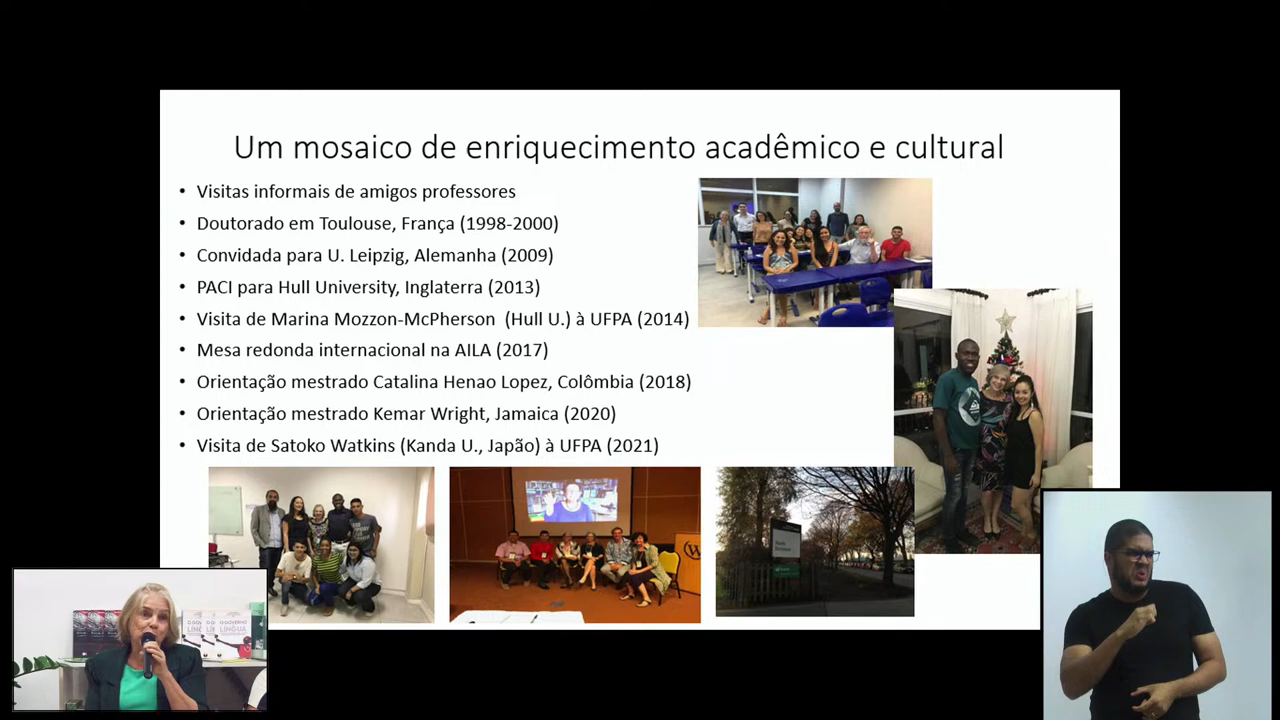 Um mosaico de enriquecimento acadêmico e cultural
• Visitas informais de amigos professores
• Doutorado em Toulouse, França (1998-2000)
• Convidada para U. Leipzig, Alemanha (2009)
• PACI para Hull University, Inglaterra (2013)
• Visita de Marina Mozzon-McPherson (Hull U.) à UFPA (2014)
• Mesa redonda internacional na AILA (2017)
• Orientação mestrado Catalina Henao Lopez, Colômbia (2018)
• Orientação mestrado Kemar Wright, Jamaica (2020)
• Visita de Satoko Watkins (Kanda U., Japão) à UFPA (2021)
O GOVERNO
LÍNGUA